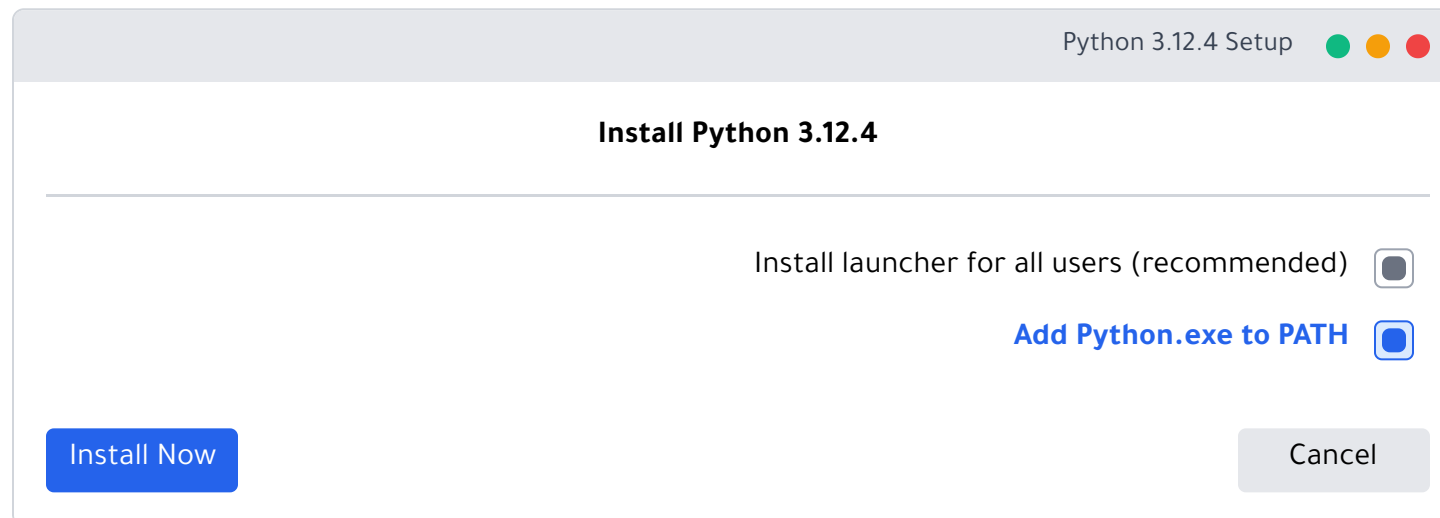 Python 3.12.4 Setup
Install Python 3.12.4
Install launcher for all users (recommended)
Add Python.exe to PATH
Install Now
Cancel